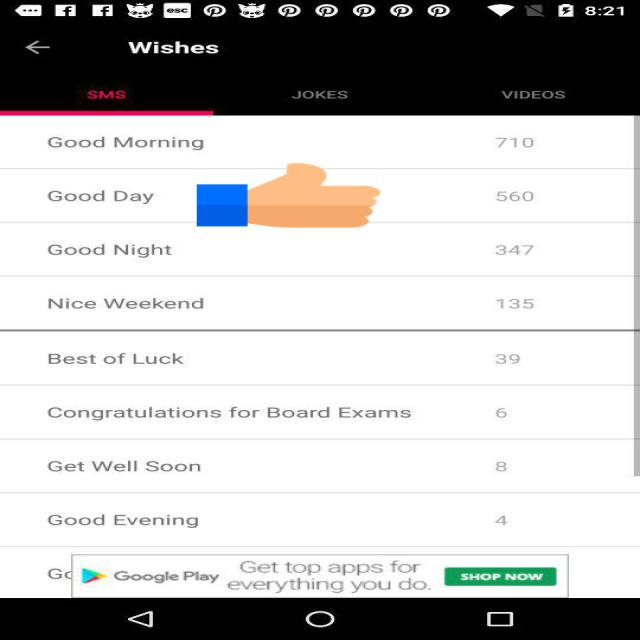 esc
8:21
Wishes
SMS JOKES VIDEOS
Good Morning 710
Good Day 560
Good Night 347
Nice Weekend 135
Best of Luck 39
Congratulations for Board Exams 6
Get Well Soon 8
Good Evening 4
Google Play
Get top apps for
everything you do.
SHOP NOW